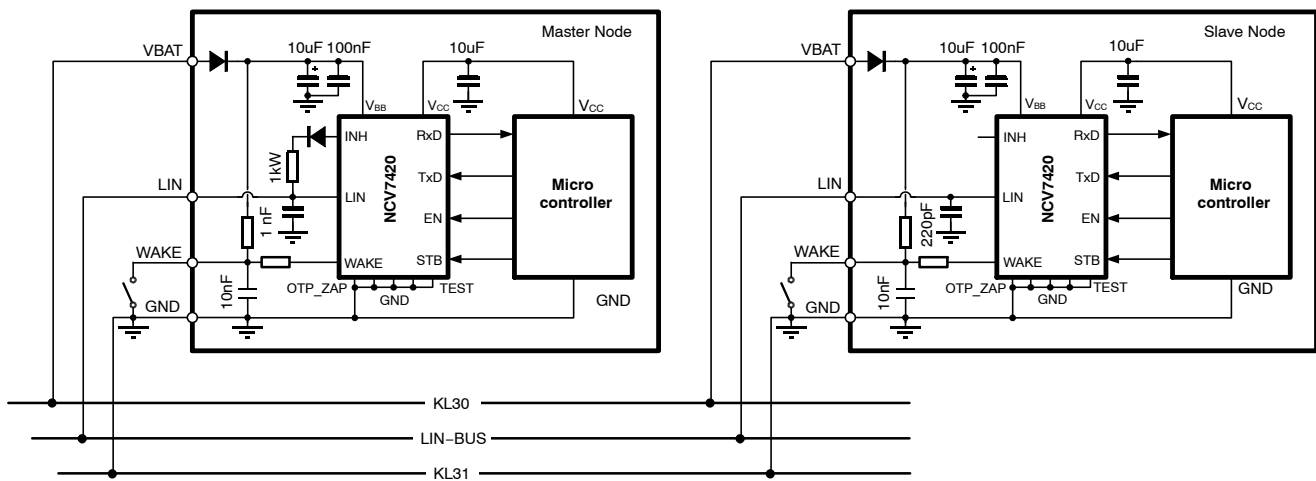 Master Node
VBAT
10uF 100nF
10uF
VBB
VCC
VCC
INH
RxD
1kW
NCV7420
TxD
Micro
controller
LIN
LIN
1 nF
EN
WAKE
WAKE
STB
10nF
OTP_ZAP
GND
TEST
GND
GND
Slave Node
VBAT
10uF 100nF
10uF
VBB
VCC
VCC
INH
RxD
NCV7420
TxD
Micro
controller
LIN
LIN
220pF
EN
WAKE
WAKE
STB
10nF
OTP_ZAP
GND
TEST
GND
GND
KL30
LIN−BUS
KL31